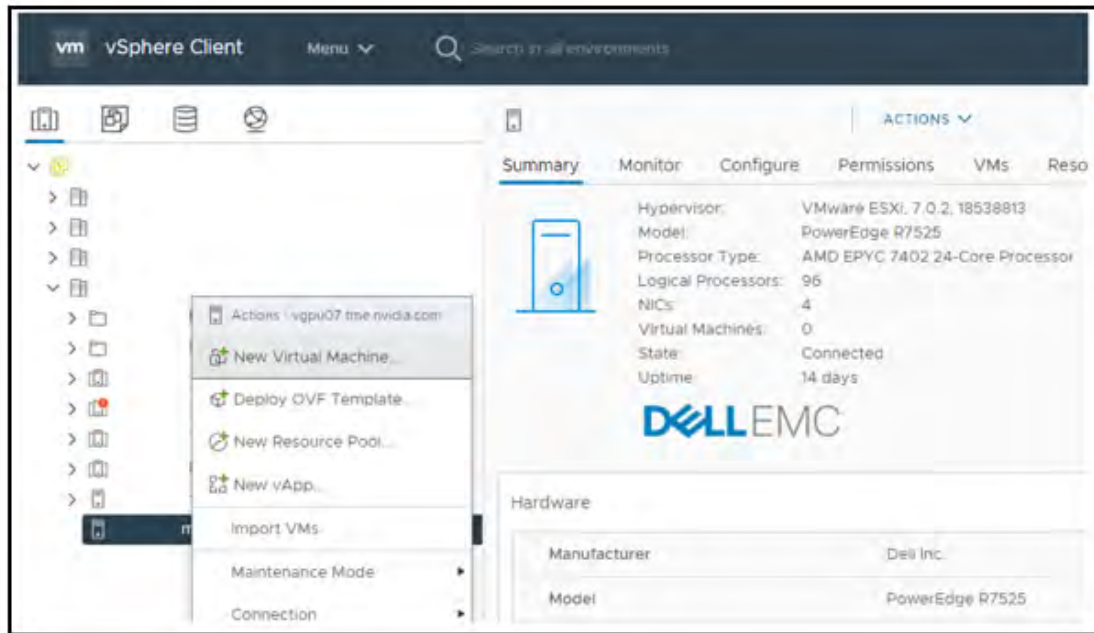 vm vSphere Client Menu Search in all environments
ACTIONS
Summary Monitor Configure Permissions VMs Reso
Hypervisor: VMware ESXi, 7.0.2, 18538813
Model: PowerEdge R7525
Processor Type: AMD EPYC 7402 24-Core Processor
Logical Processors: 96
NICs: 4
Virtual Machines: 0
State: Connected
Uptime: 14 days
DELLEMC
Actions - vgpu07.tme.nvidia.com
New Virtual Machine...
Deploy OVF Template...
New Resource Pool...
New vApp...
Import VMs
Maintenance Mode
Connection
Hardware
Manufacturer Dell Inc.
Model PowerEdge R7525